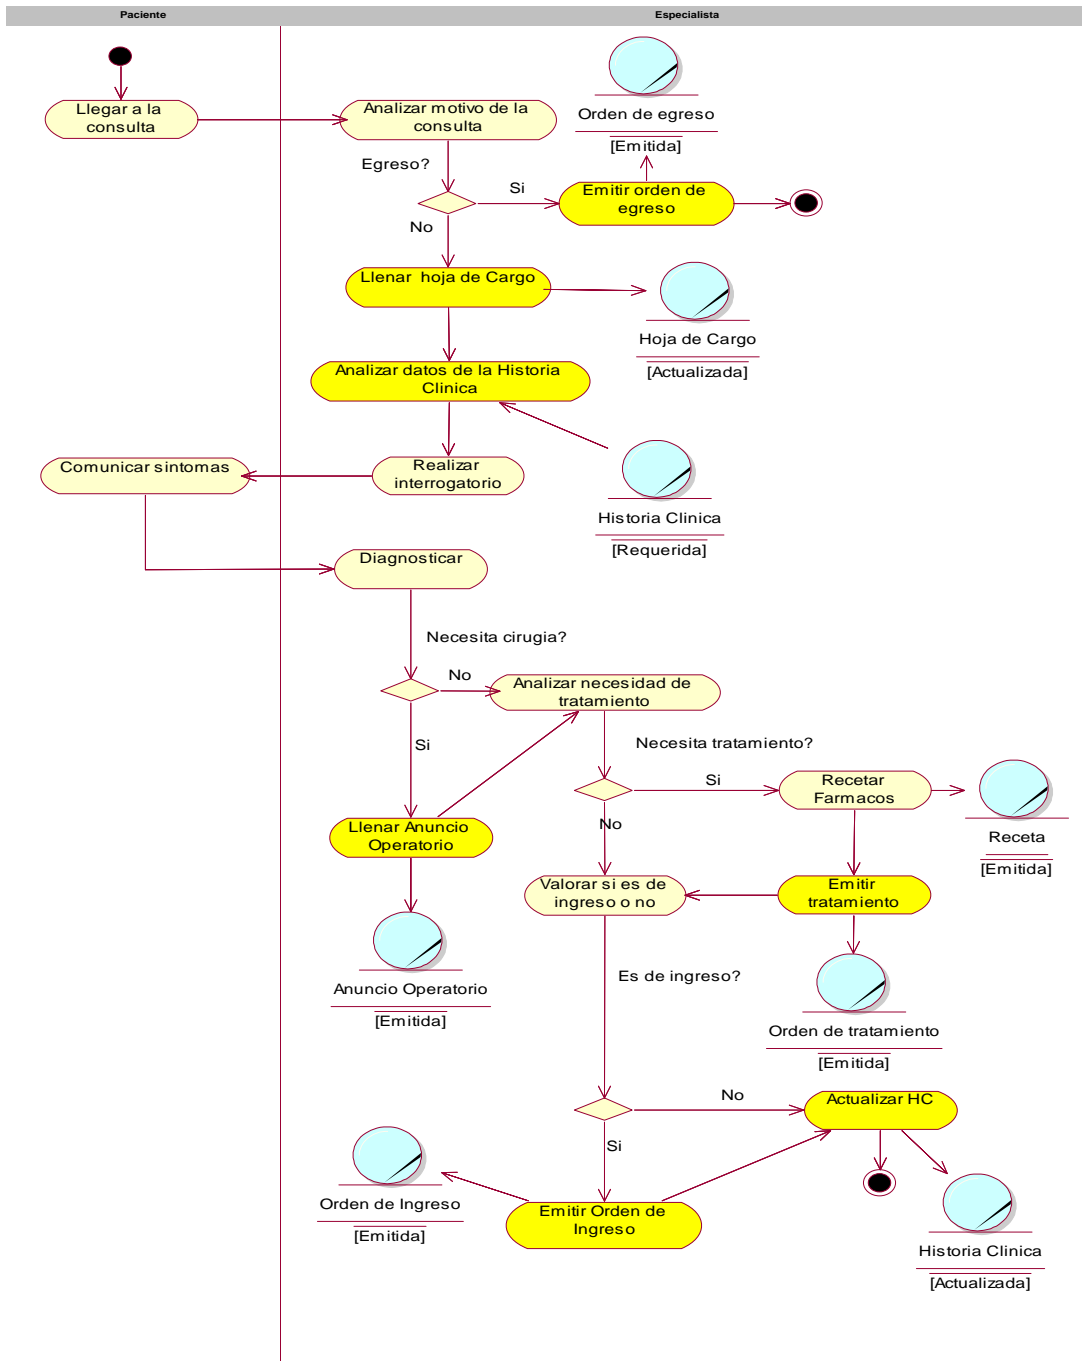 Paciente
Especialista
Llegar a la
consulta
Analizar motivo de la
consulta
Orden de egreso
[Emitida]
Egreso?
Si
Emitir orden de
egreso
No
Llenar hoja de Cargo
Hoja de Cargo
[Actualizada]
Analizar datos de la Historia
Clinica
Comunicar sintomas
Realizar
interrogatorio
Historia Clinica
[Requerida]
Diagnosticar
Necesita cirugia?
No
Analizar necesidad de
tratamiento
Si
Necesita tratamiento?
Si
Recetar
Farmacos
No
Receta
[Emitida]
Llenar Anuncio
Operatorio
Valorar si es de
ingreso o no
Emitir
tratamiento
Anuncio Operatorio
[Emitida]
Es de ingreso?
Orden de tratamiento
[Emitida]
No
Actualizar HC
Si
Orden de Ingreso
[Emitida]
Emitir Orden de
Ingreso
Historia Clinica
[Actualizada]